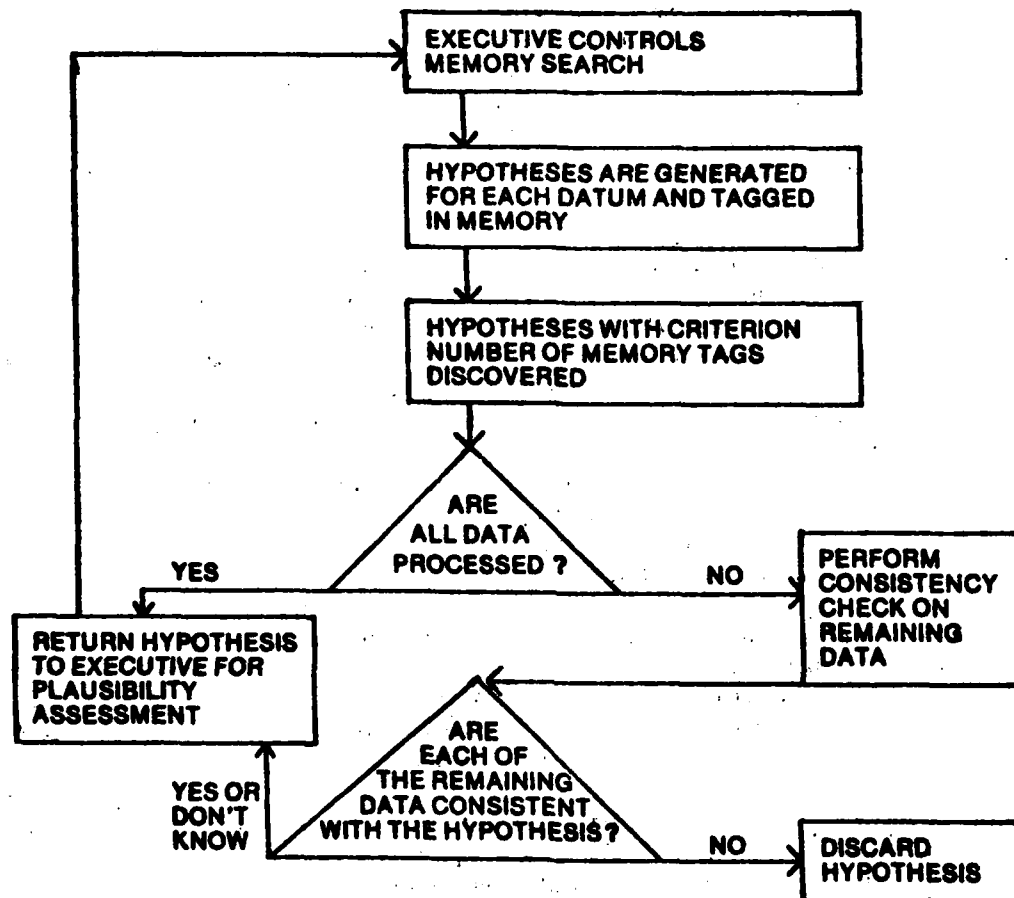 EXECUTIVE CONTROLS
MEMORY SEARCH
HYPOTHESES ARE GENERATED
FOR EACH DATUM AND TAGGED
IN MEMORY
HYPOTHESES WITH CRITERION
NUMBER OF MEMORY TAGS
DISCOVERED
ARE
ALL DATA
PROCESSED ?
YES
NO
PERFORM
CONSISTENCY
CHECK ON
REMAINING
DATA
RETURN HYPOTHESIS
TO EXECUTIVE FOR
PLAUSIBILITY
ASSESSMENT
ARE
EACH OF
THE REMAINING
DATA CONSISTENT
WITH THE HYPOTHESIS?
YES OR
DON'T
KNOW
NO
DISCARD
HYPOTHESIS